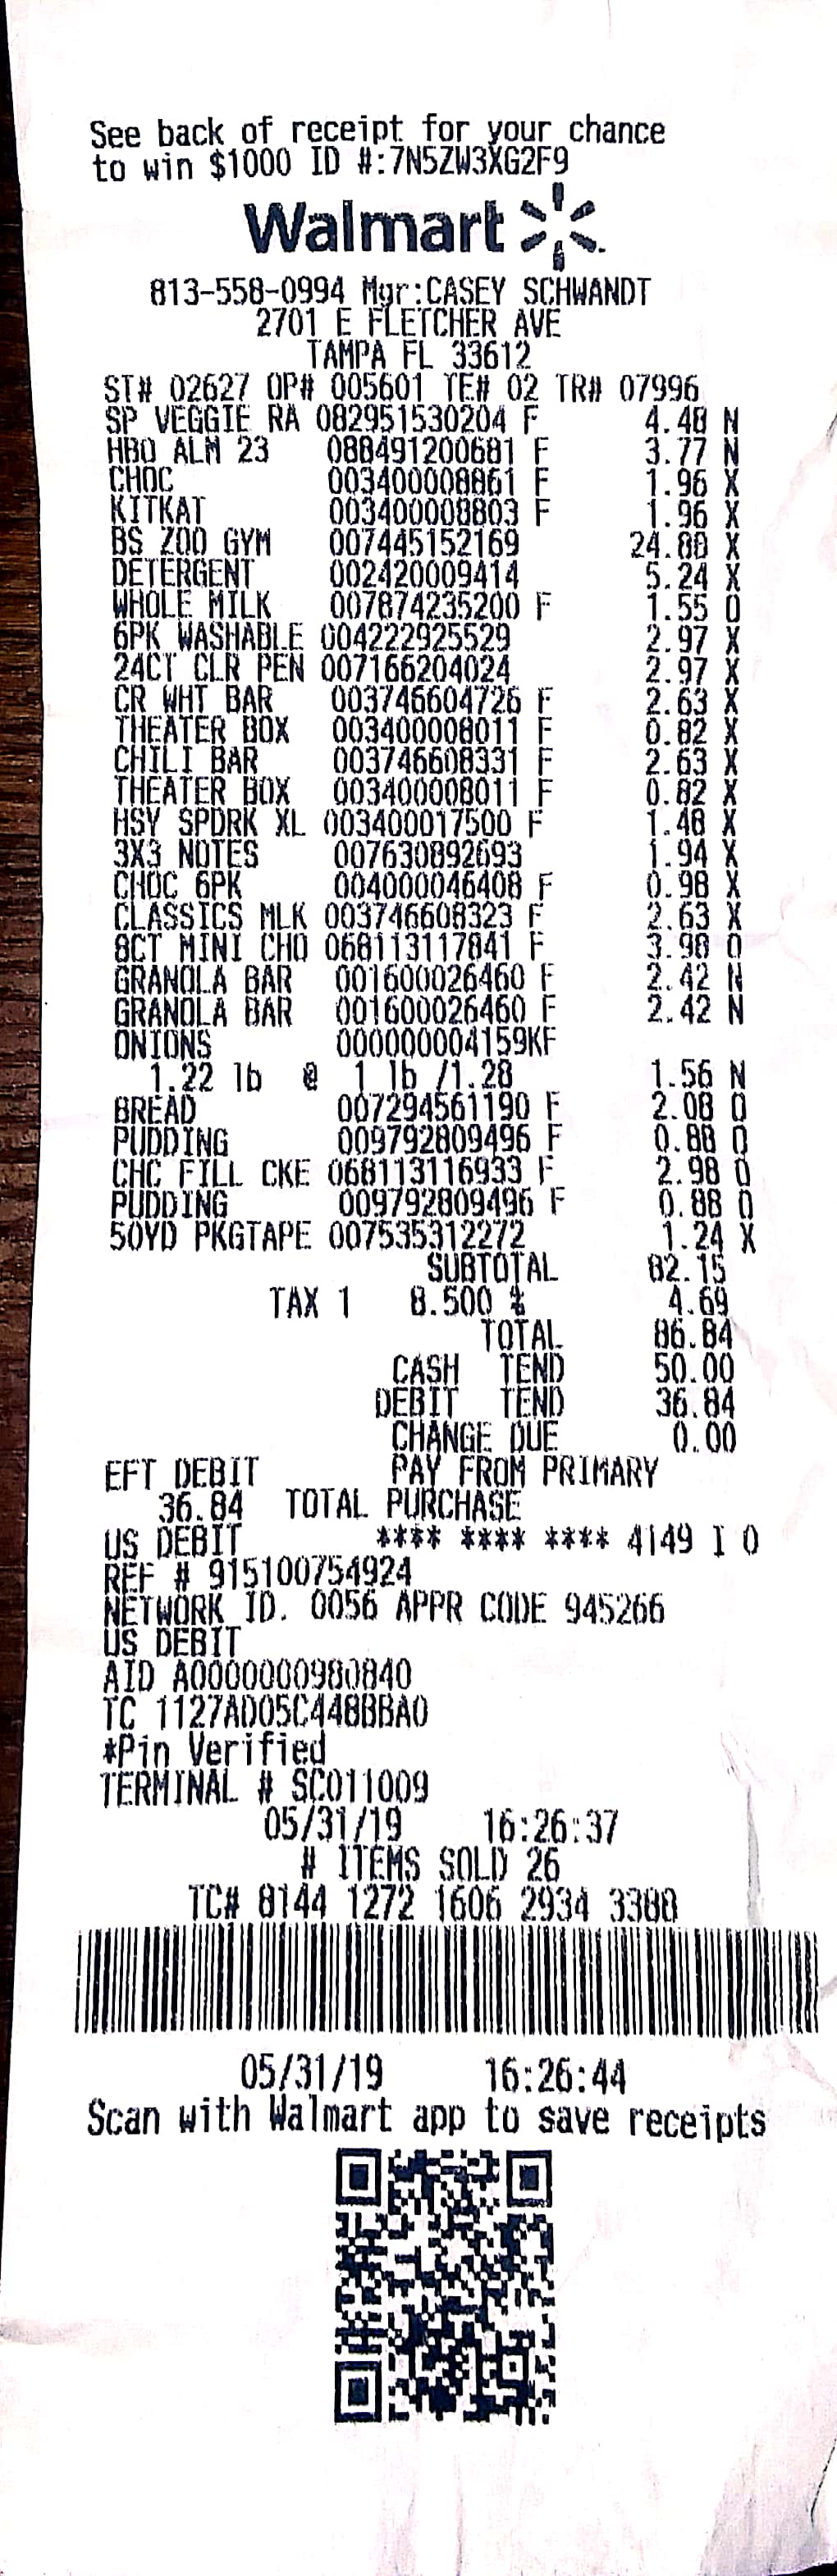 See back of receipt for your chance
to win $1000 ID #:7N5ZW3XG2F9
Walmart
813-558-0994 Mgr:CASEY SCHWANDT
2701 E FLETCHER AVE
TAMPA FL 33612
ST# 02627 OP# 005601 TE# 02 TR# 07996
SP VEGGIE RA 082951530204 F 4.48 N
HBO ALM 23 088491200681 F 3.77 N
CHOC 003400008861 F 1.96 X
KITKAT 003400008803 F 1.96 X
BS ZOO GYM 007445152169 24.88 X
DETERGENT 002420009414 5.24 X
WHOLE MILK 007874235200 F 1.55 O
6PK WASHABLE 004222925529 2.97 X
24CT CLR PEN 007166204024 2.97 X
CR WHT BAR 003746604726 F 2.63 X
THEATER BOX 003400008011 F 0.82 X
CHILI BAR 003746608331 F 2.63 X
THEATER BOX 003400008011 F 0.82 X
HSY SPDRK XL 003400017500 F 1.48 X
3X3 NOTES 007630892693 1.94 X
CHOC 6PK 004000046408 F 0.98 X
CLASSICS MLK 003746608323 F 2.63 X
8CT MINI CHO 068113117841 F 3.98 O
GRANOLA BAR 001600026460 F 2.42 N
GRANOLA BAR 001600026460 F 2.42 N
ONIONS 000000004159KF
1.22 lb @ 1 lb /1.28 1.56 N
BREAD 007294561190 F 2.08 O
PUDDING 009792809496 F 0.88 O
CHC FILL CKE 068113116933 F 2.98 O
PUDDING 009792809496 F 0.88 O
50YD PKGTAPE 007535312272 1.24 X
SUBTOTAL 82.15
TAX 1 8.500 % 4.69
TOTAL 86.84
CASH TEND 50.00
DEBIT TEND 36.84
CHANGE DUE 0.00
EFT DEBIT PAY FROM PRIMARY
36.84 TOTAL PURCHASE
US DEBIT **** **** **** 4149 I 0
REF # 915100754924
NETWORK ID. 0056 APPR CODE 945266
US DEBIT
AID A0000000980840
TC 1127AD05C448BBA0
*Pin Verified
TERMINAL # SC011009
05/31/19 16:26:37
# ITEMS SOLD 26
TC# 8144 1272 1606 2934 3388
05/31/19 16:26:44
Scan with Walmart app to save receipts